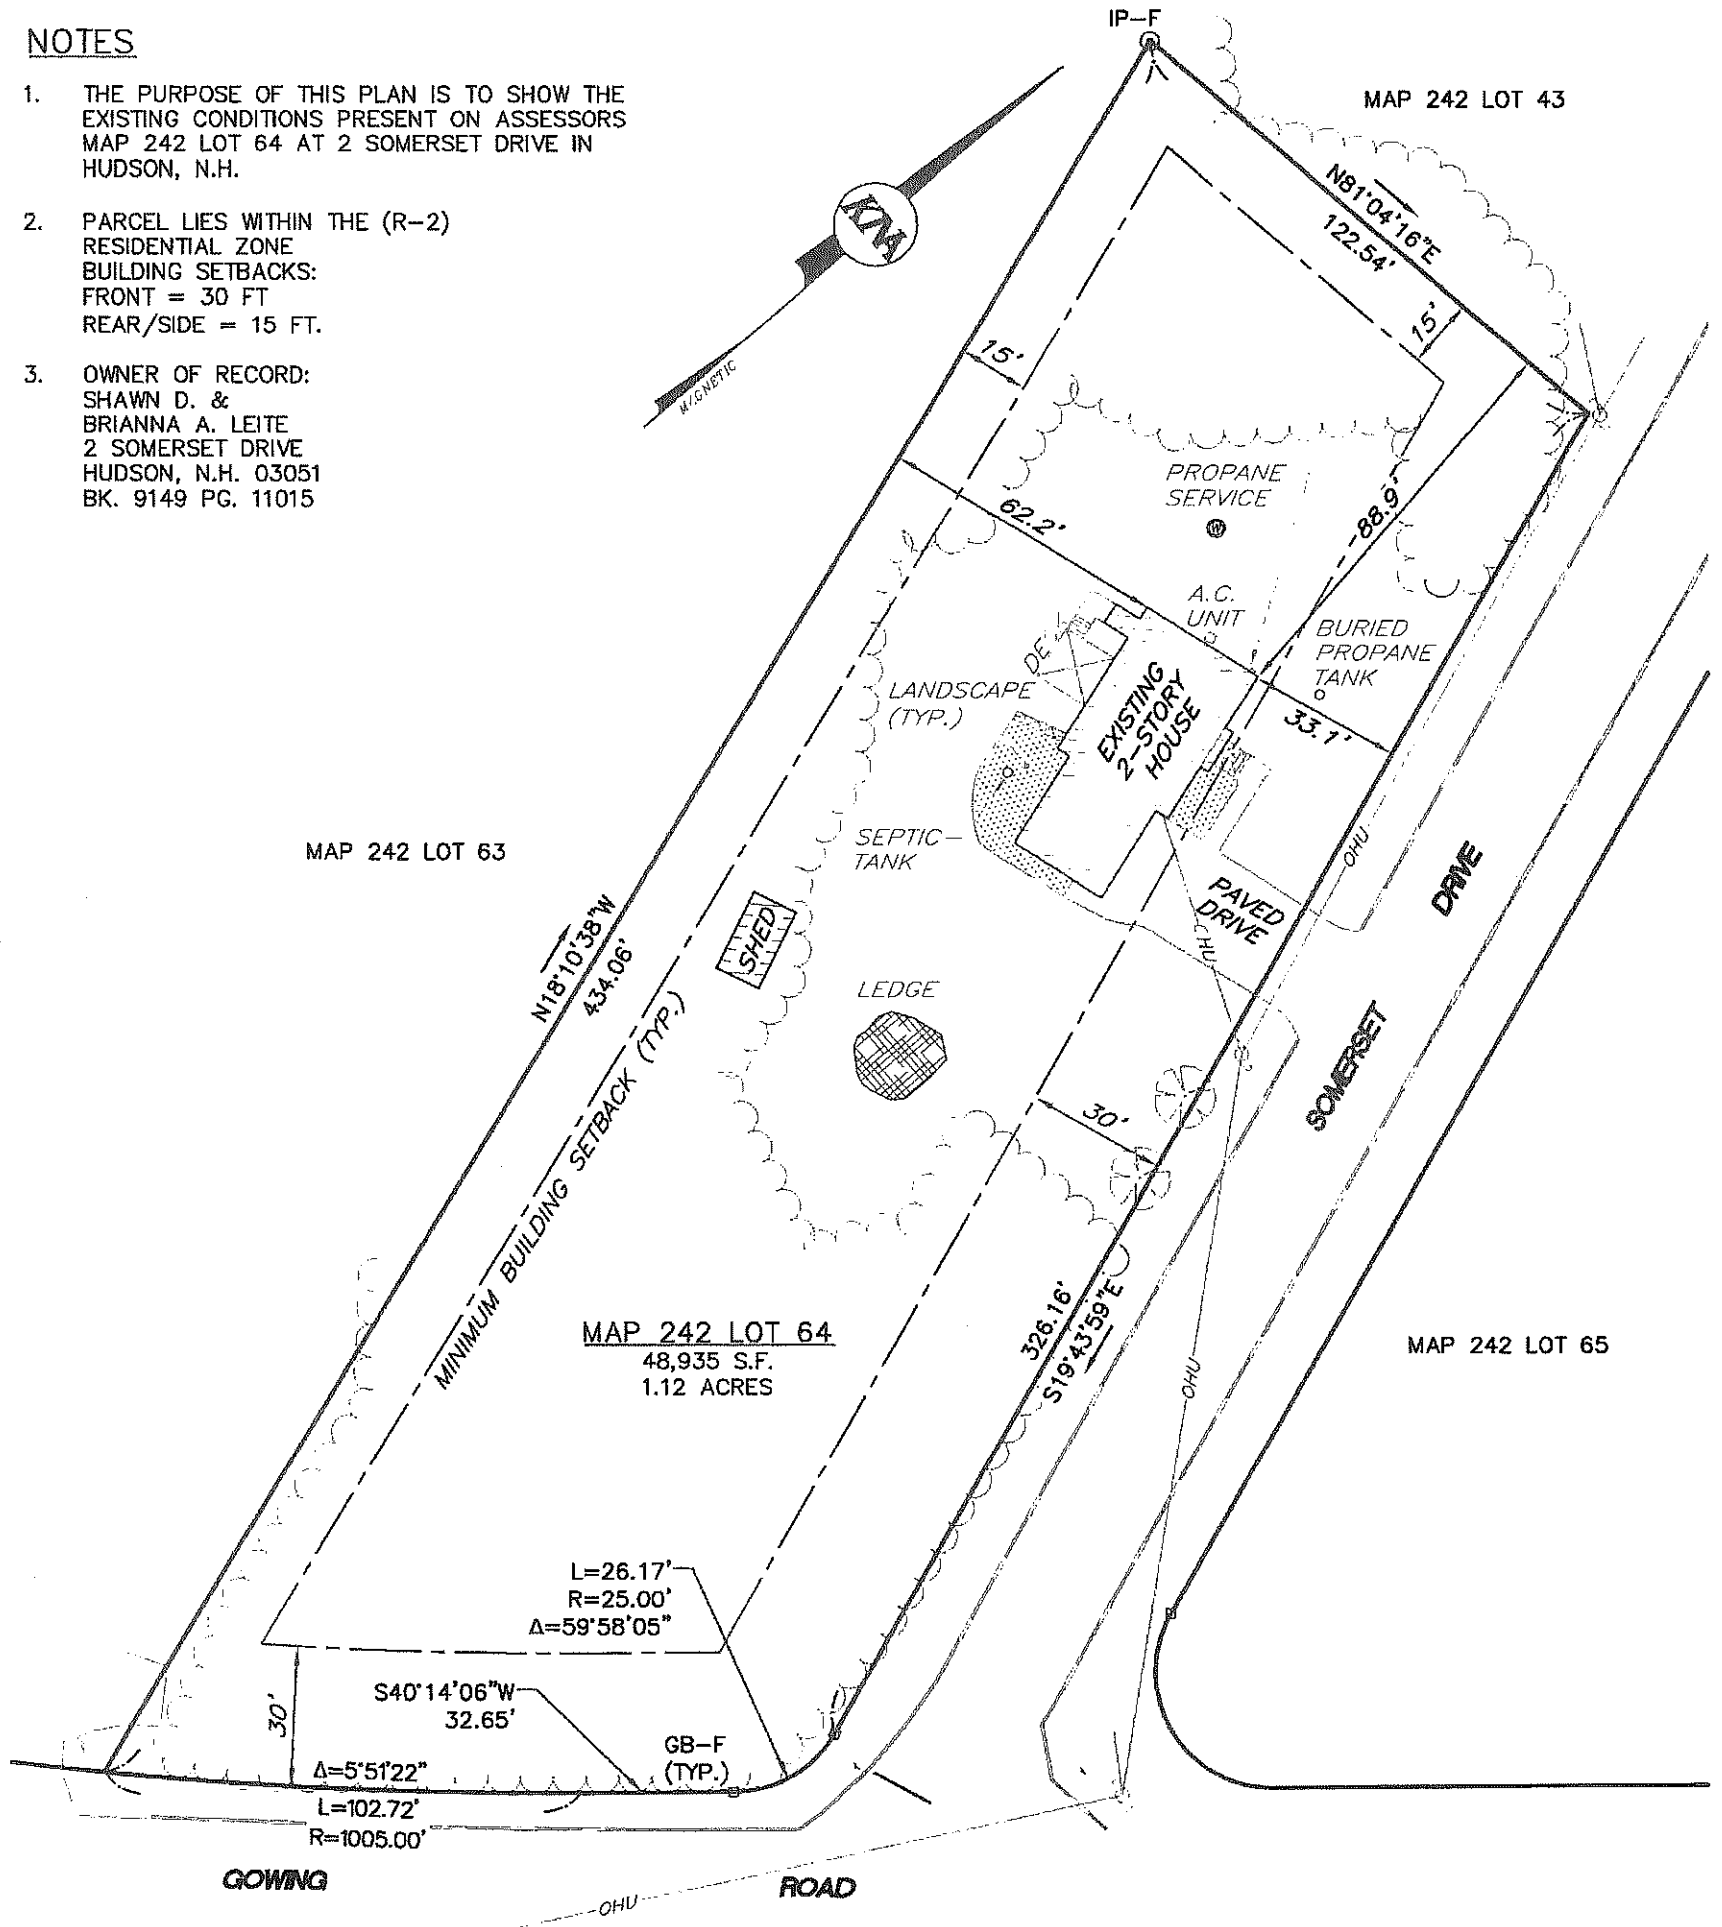 NOTES
1. THE PURPOSE OF THIS PLAN IS TO SHOW THE
EXISTING CONDITIONS PRESENT ON ASSESSORS
MAP 242 LOT 64 AT 2 SOMERSET DRIVE IN
HUDSON, N.H.
2. PARCEL LIES WITHIN THE (R-2)
RESIDENTIAL ZONE
BUILDING SETBACKS:
FRONT = 30 FT
REAR/SIDE = 15 FT.
3. OWNER OF RECORD:
SHAWN D. &
BRIANNA A. LEITE
2 SOMERSET DRIVE
HUDSON, N.H. 03051
BK. 9149 PG. 11015
IP-F
MAP 242 LOT 43
N81°04'16"E
122.54'
KNA
MAGNETIC
15'
15'
62.2'
PROPANE
SERVICE
W
88.9'
A.C.
UNIT
BURIED
PROPANE
TANK
LANDSCAPE
(TYP.)
EXISTING
2-STORY
HOUSE
33.1'
SEPTIC
TANK
MAP 242 LOT 63
OHU
DRIVE
PAVED
DRIVE
OHU
SHED
N18°10'38"W
434.06'
LEDGE
SOMERSET
MINIMUM BUILDING SETBACK (TYP.)
30'
MAP 242 LOT 64
48,935 S.F.
1.12 ACRES
326.16'
S19°43'59"E
MAP 242 LOT 65
OHU
L=26.17'
R=25.00'
Δ=59°58'05"
S40°14'06"W
32.65'
30'
GB-F
(TYP.)
Δ=5°51'22"
L=102.72'
R=1005.00'
GOWING
ROAD
OHU